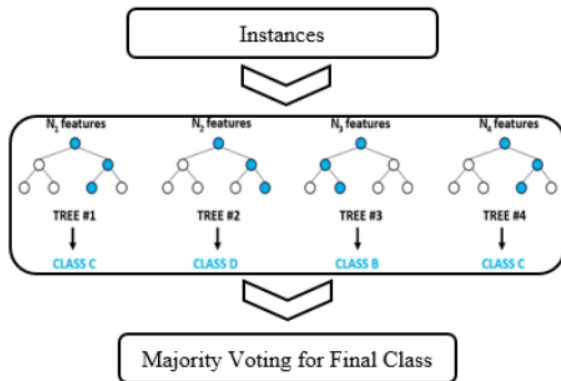 Instances
N₁ features N₂ features N₃ features N₄ features
TREE #1 TREE #2 TREE #3 TREE #4
CLASS C CLASS D CLASS B CLASS C
Majority Voting for Final Class